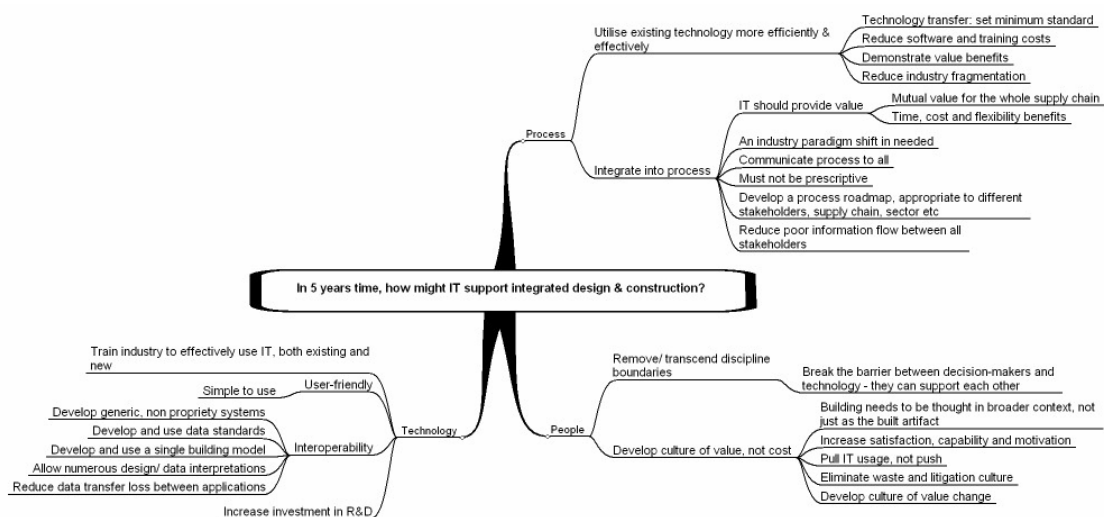 Technology transfer: set minimum standard
Utilise existing technology more efficiently &
effectively
Reduce software and training costs
Demonstrate value benefits
Reduce industry fragmentation
Process
IT should provide value
Mutual value for the whole supply chain
Time, cost and flexibility benefits
An industry paradigm shift in needed
Integrate into process
Communicate process to all
Must not be prescriptive
Develop a process roadmap, appropriate to different
stakeholders, supply chain, sector etc
Reduce poor information flow between all
stakeholders
In 5 years time, how might IT support integrated design & construction?
Train industry to effectively use IT, both existing and
new
User-friendly
Simple to use
Technology
Interoperability
Develop generic, non propriety systems
Develop and use data standards
Develop and use a single building model
Allow numerous design/ data interpretations
Reduce data transfer loss between applications
Increase investment in R&D
People
Remove/ transcend discipline
boundaries
Break the barrier between decision-makers and
technology - they can support each other
Develop culture of value, not cost
Building needs to be thought in broader context, not
just as the built artifact
Increase satisfaction, capability and motivation
Pull IT usage, not push
Eliminate waste and litigation culture
Develop culture of value change